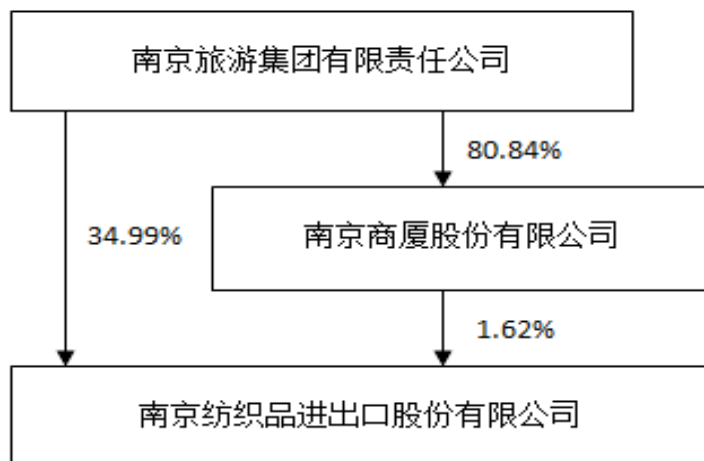 南京旅游集团有限责任公司
80.84%
34.99%
南京商厦股份有限公司
1.62%
南京纺织品进出口股份有限公司